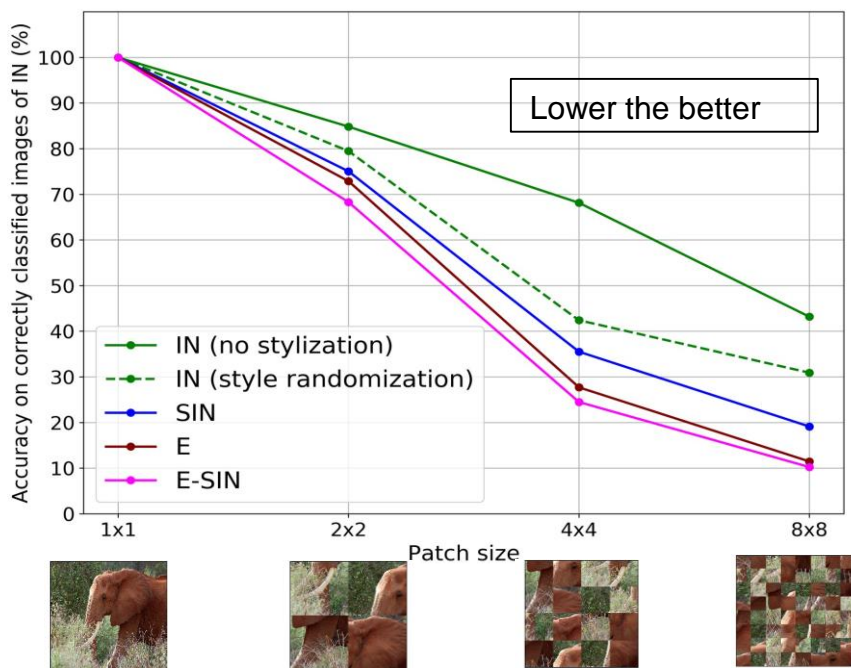 Accuracy on correctly classified images of IN (%)
100
90
80
70
60
50
40
30
20
10
0
Lower the better
IN (no stylization)
IN (style randomization)
SIN
E
E-SIN
1x1
2x2
4x4
8x8
Patch size